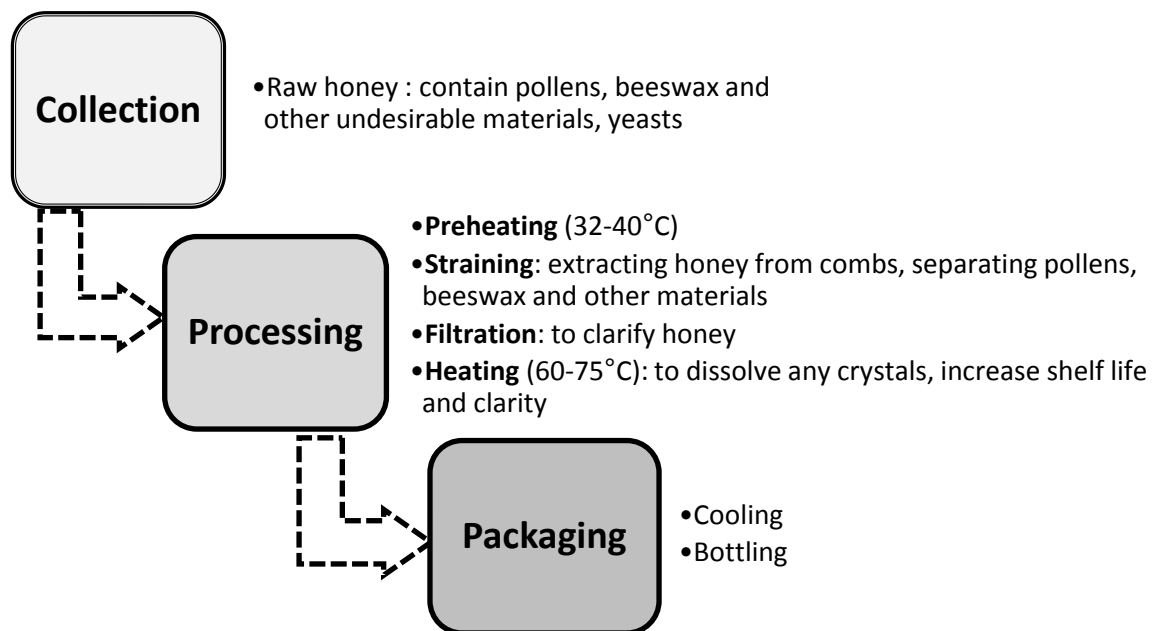 Collection
•Raw honey : contain pollens, beeswax and
other undesirable materials, yeasts
Processing
•Preheating (32-40°C)
•Straining: extracting honey from combs, separating pollens,
beeswax and other materials
•Filtration: to clarify honey
•Heating (60-75°C): to dissolve any crystals, increase shelf life
and clarity
Packaging
•Cooling
•Bottling